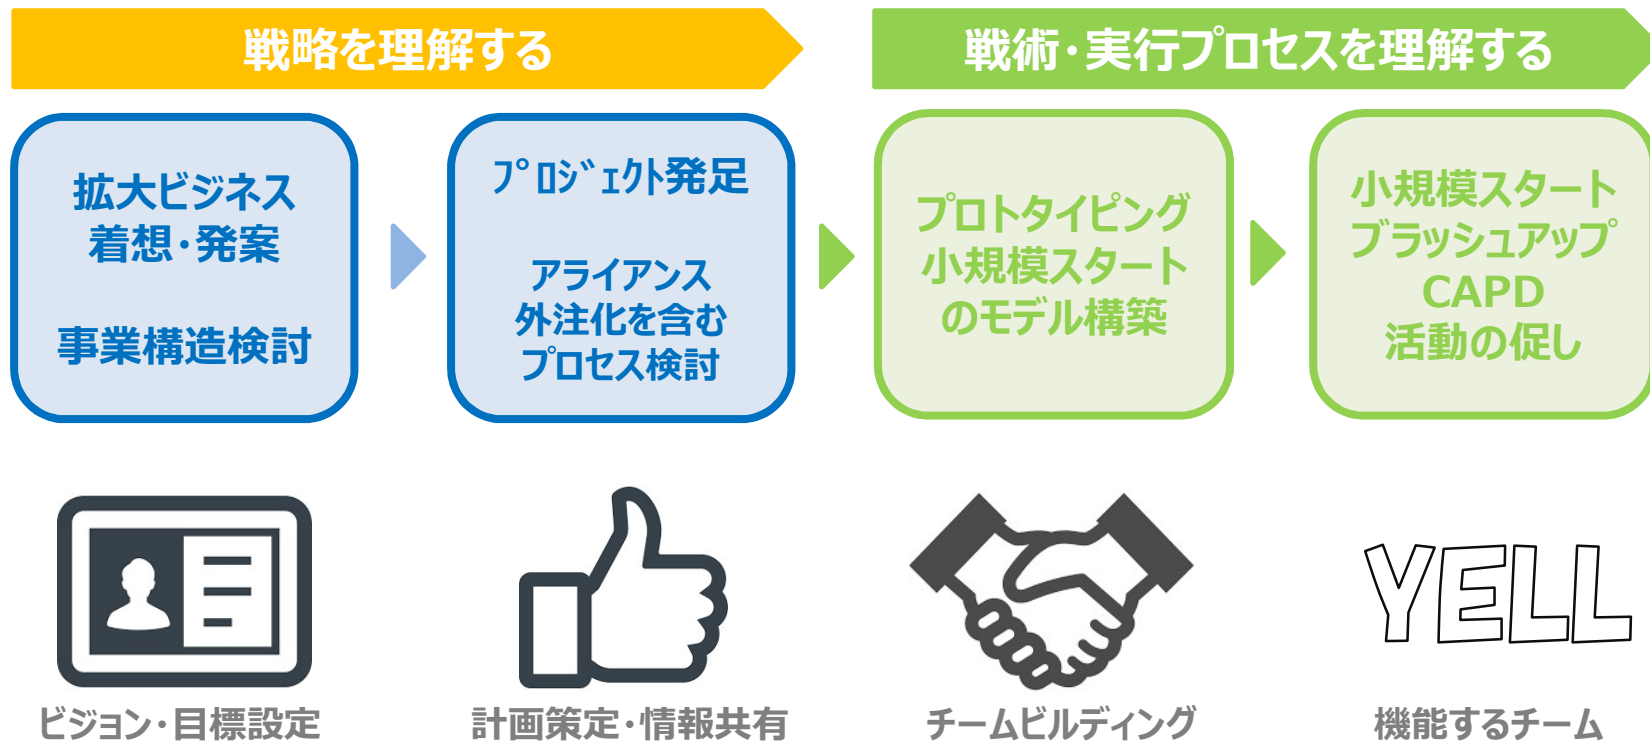 戦略を理解する
戦術・実行プロセスを理解する
拡大ビジネス
着想・発案
事業構造検討
ﾌﾟﾛｼﾞｪｸﾄ発足
アライアンス
外注化を含む
プロセス検討
プロトタイピング
小規模スタート
のモデル構築
小規模スタート
ブラッシュアップ
CAPD
活動の促し
YELL
ビジョン・目標設定
計画策定・情報共有
チームビルディング
機能するチーム